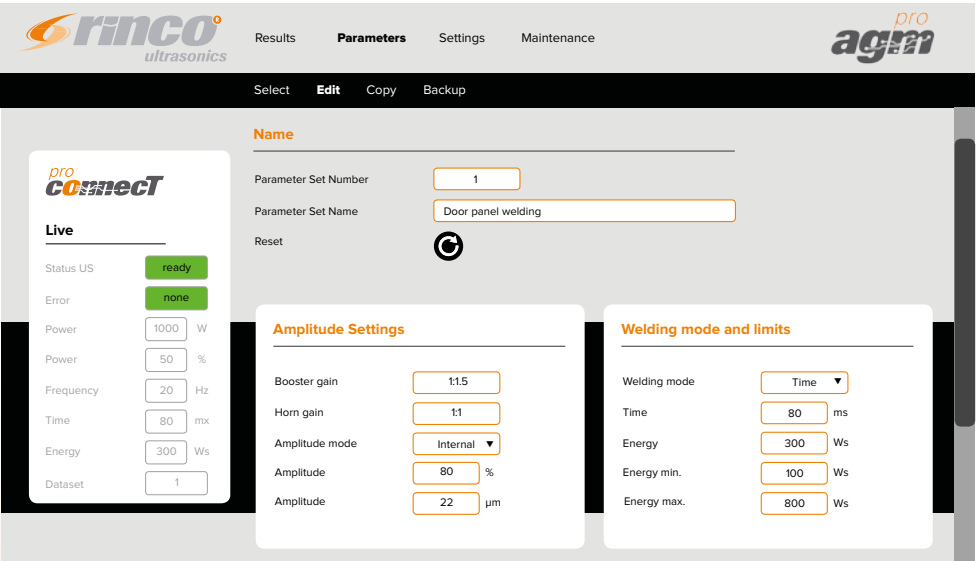 rinco®
ultrasonics
Results Parameters Settings Maintenance
pro
agm
Select Edit Copy Backup
Name
Parameter Set Number 1
Parameter Set Name Door panel welding
Reset
pro
connecT
Live
Status US ready
Error none
Power 1000 W
Power 50 %
Frequency 20 Hz
Time 80 mx
Energy 300 Ws
Dataset 1
Amplitude Settings
Booster gain 1:1.5
Horn gain 1:1
Amplitude mode Internal ▼
Amplitude 80 %
Amplitude 22 µm
Welding mode and limits
Welding mode Time ▼
Time 80 ms
Energy 300 Ws
Energy min. 100 Ws
Energy max. 800 Ws